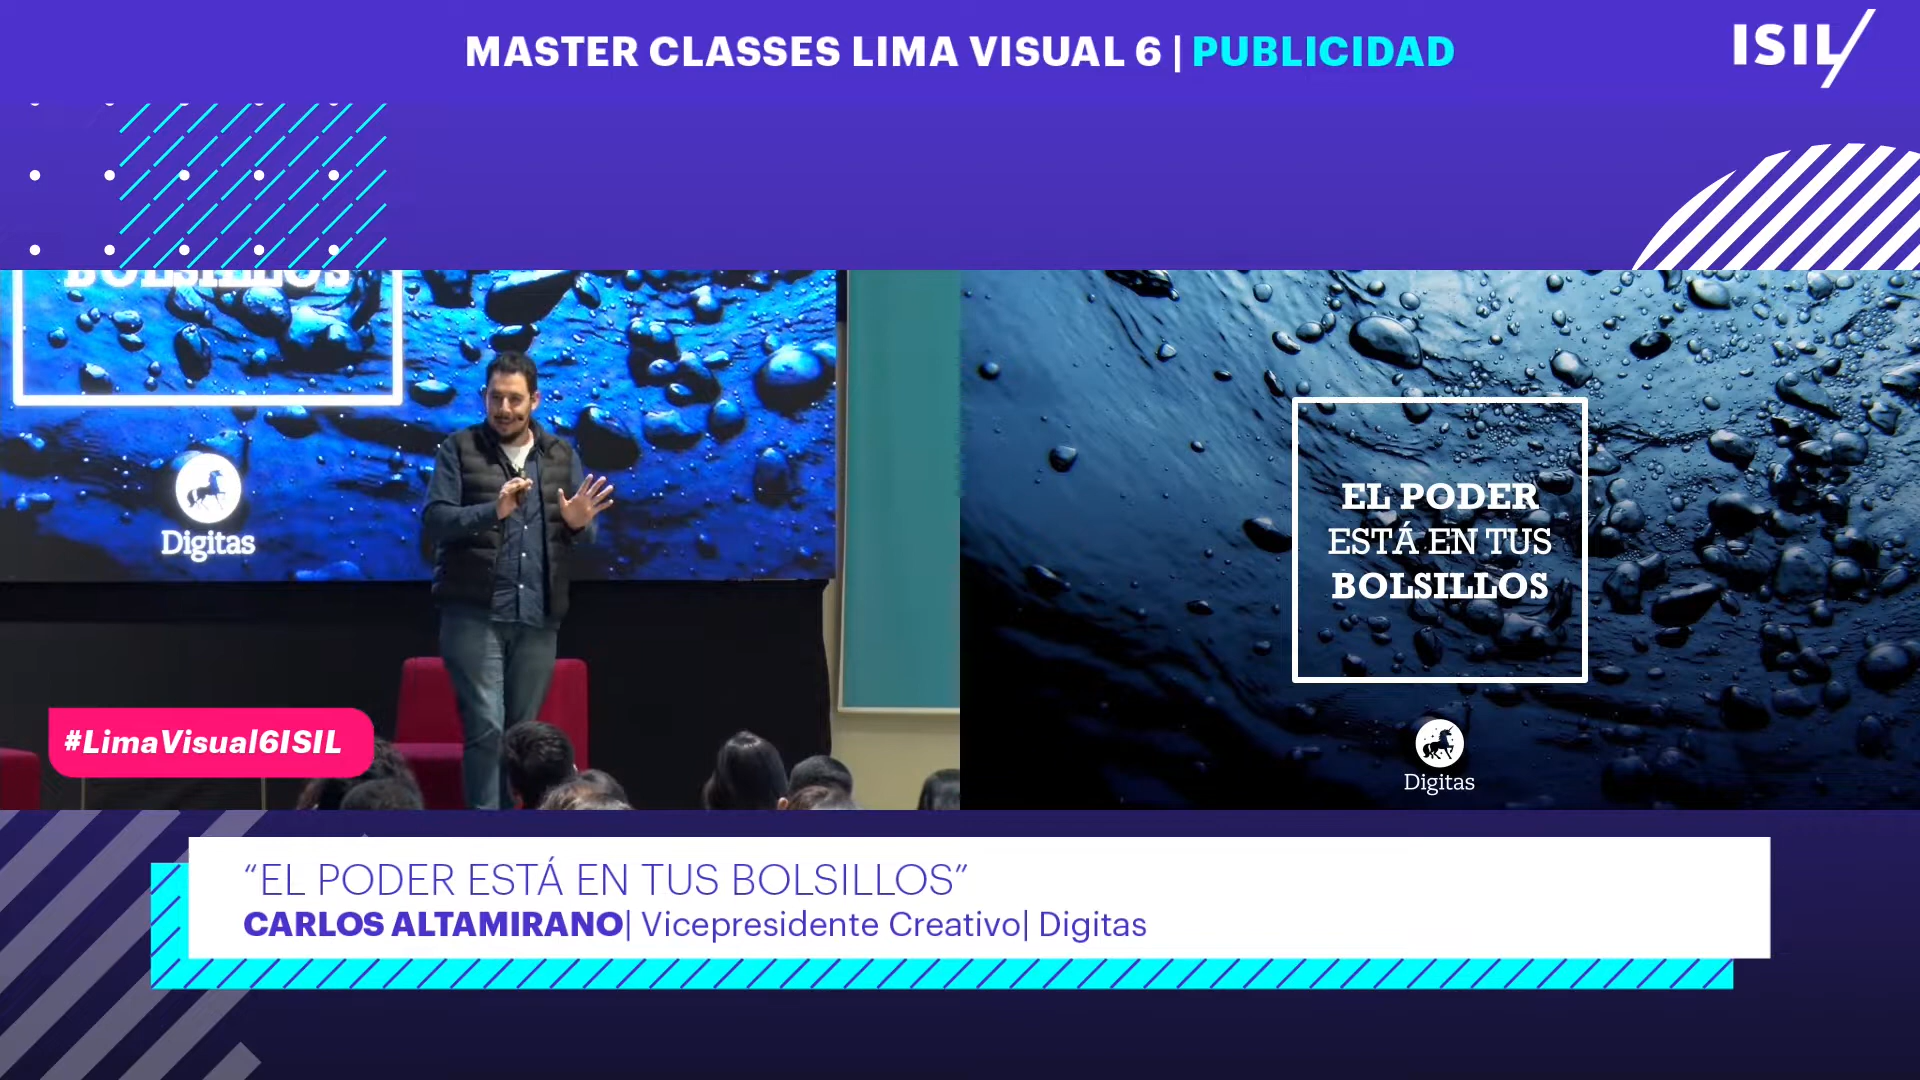 MASTER CLASSES LIMA VISUAL 6 | PUBLICIDAD
ISIL
BOLSILLOS
Digitas
#LimaVisual6ISIL
EL PODER
ESTÁ EN TUS
BOLSILLOS
Digitas
“EL PODER ESTÁ EN TUS BOLSILLOS”
CARLOS ALTAMIRANO| Vicepresidente Creativo| Digitas